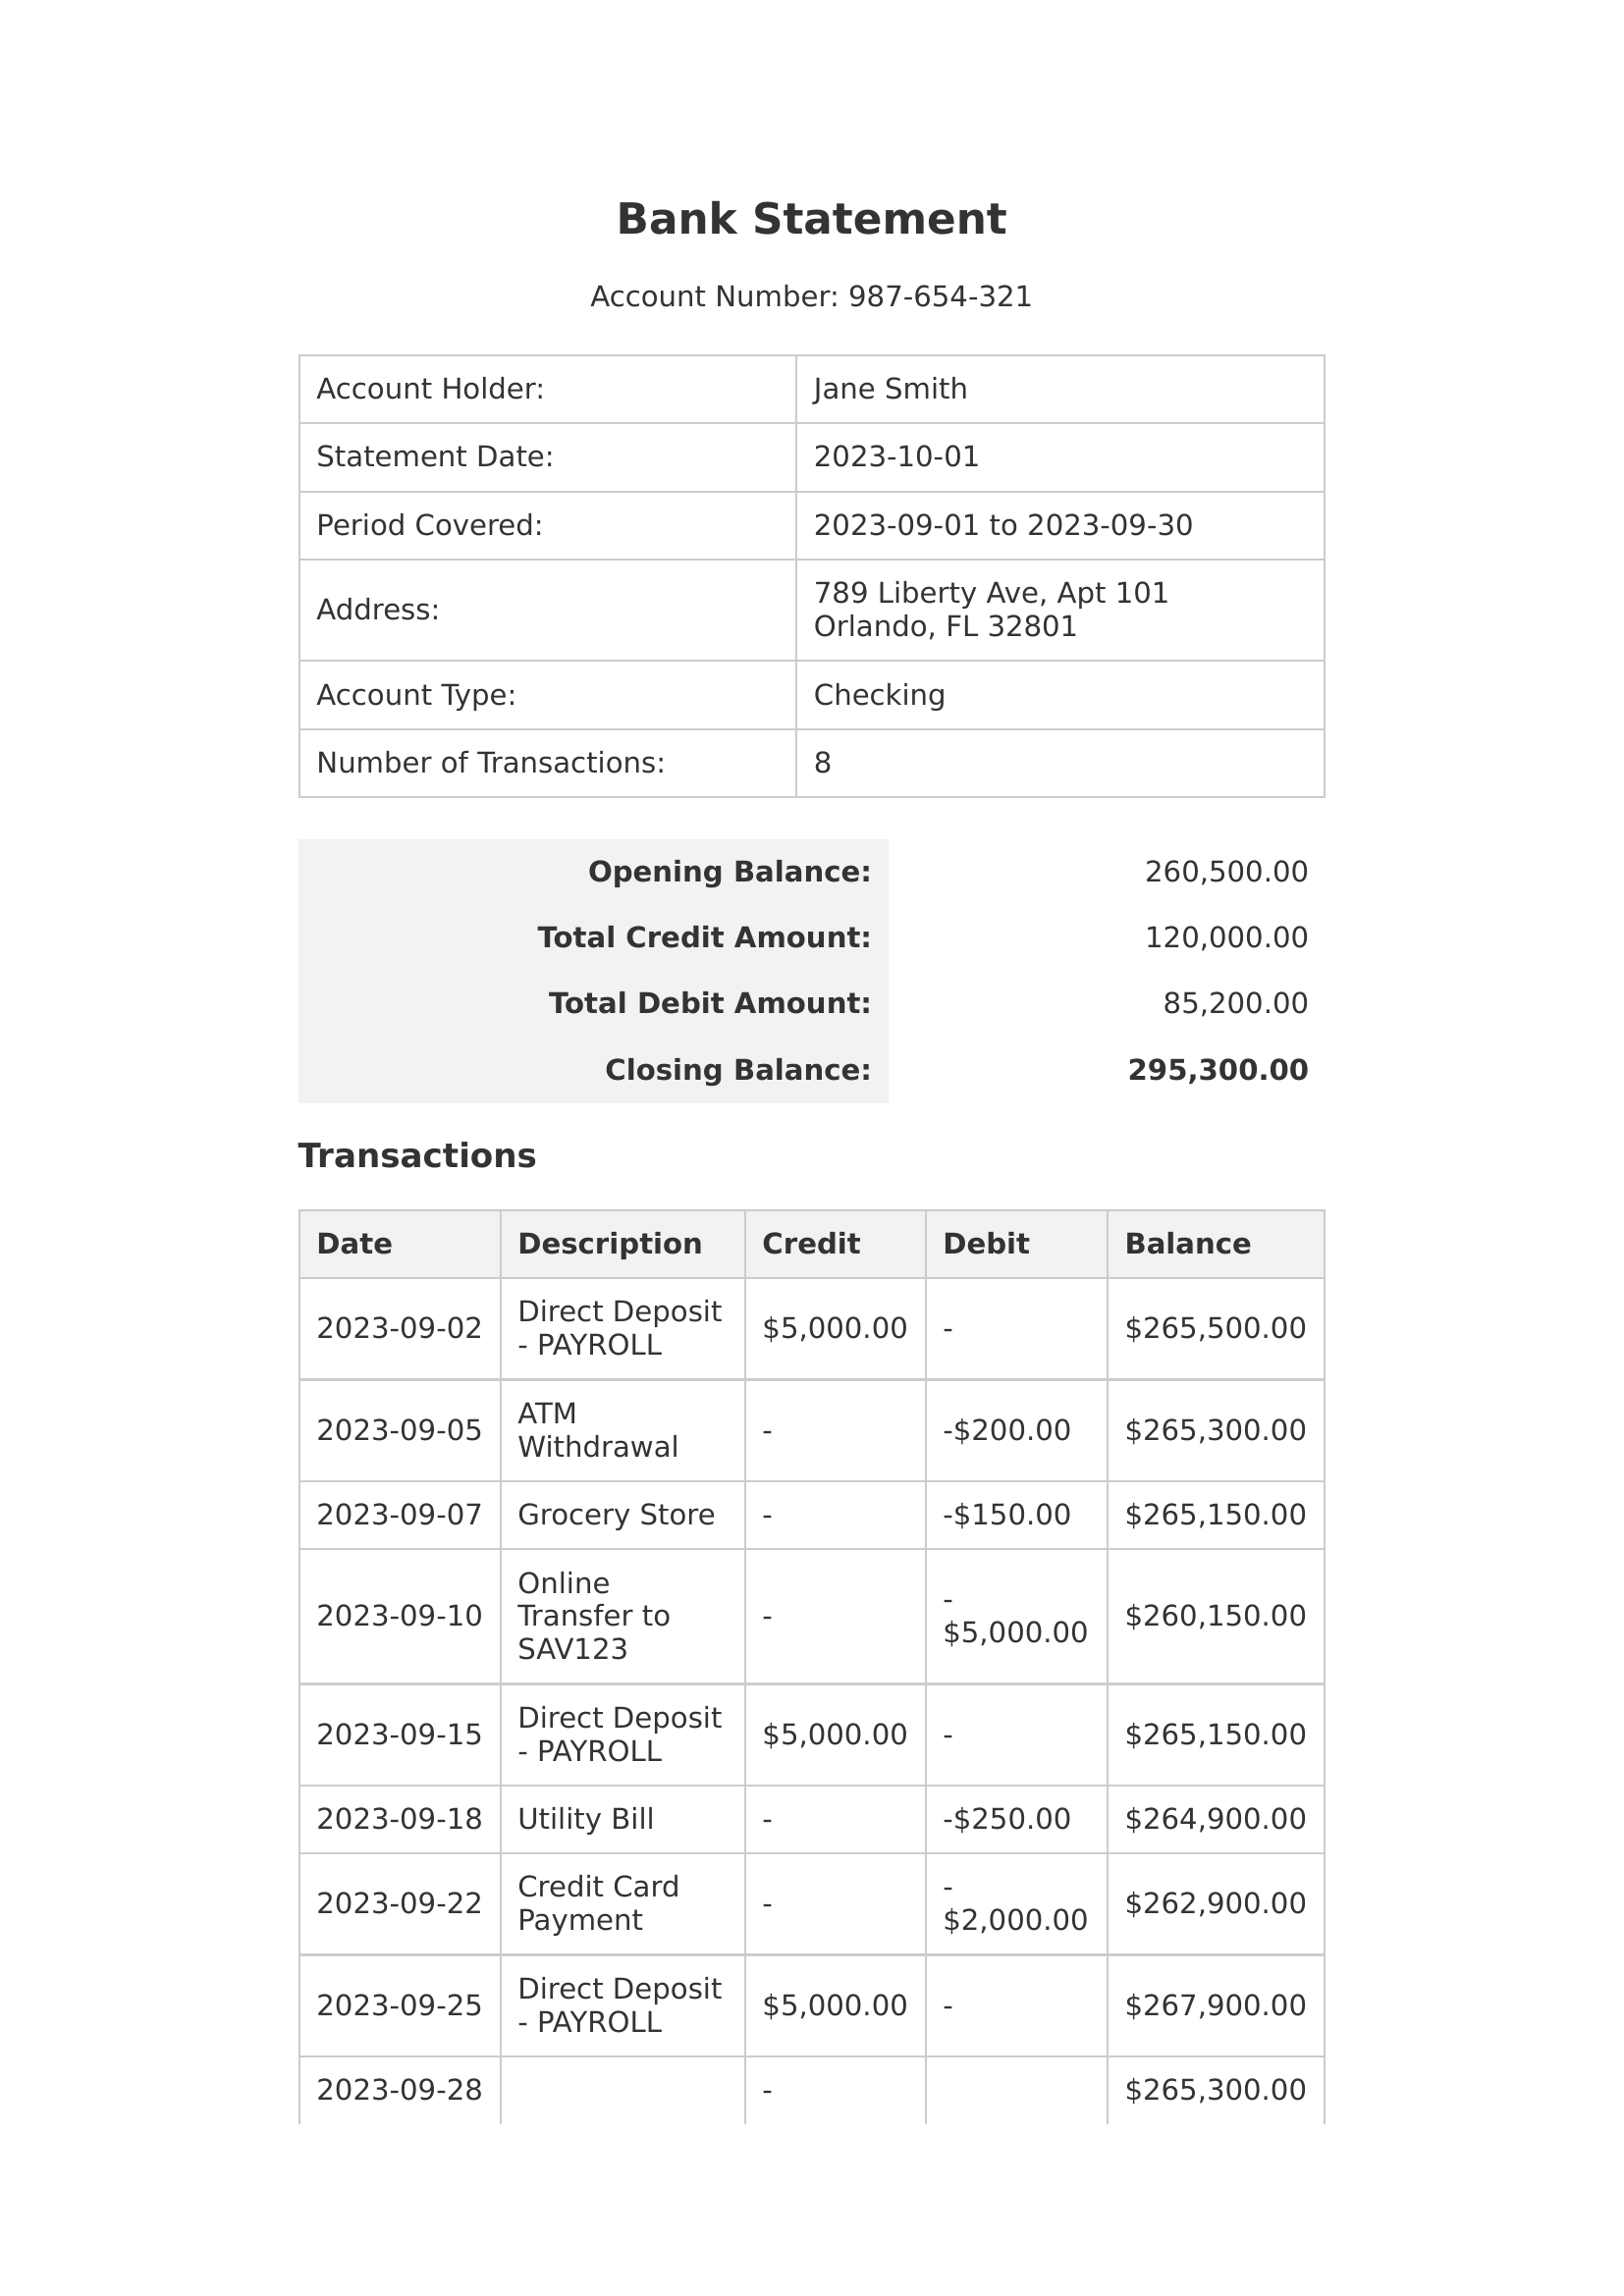 Bank Statement
Account Number: 987-654-321
Account Holder: Jane Smith
Statement Date: 2023-10-01
Period Covered: 2023-09-01 to 2023-09-30
Address: 789 Liberty Ave, Apt 101
Orlando, FL 32801
Account Type: Checking
Number of Transactions: 8
Opening Balance: 260,500.00
Total Credit Amount: 120,000.00
Total Debit Amount: 85,200.00
Closing Balance: 295,300.00
Transactions
Date Description Credit Debit Balance
2023-09-02 Direct Deposit
- PAYROLL $5,000.00 - $265,500.00
2023-09-05 ATM
Withdrawal - -$200.00 $265,300.00
2023-09-07 Grocery Store - -$150.00 $265,150.00
2023-09-10 Online
Transfer to
SAV123 - -
$5,000.00 $260,150.00
2023-09-15 Direct Deposit
- PAYROLL $5,000.00 - $265,150.00
2023-09-18 Utility Bill - -$250.00 $264,900.00
2023-09-22 Credit Card
Payment - -
$2,000.00 $262,900.00
2023-09-25 Direct Deposit
- PAYROLL $5,000.00 - $267,900.00
2023-09-28 - $265,300.00